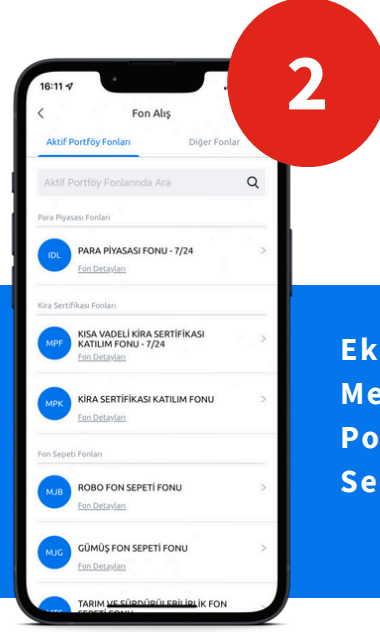 2
16:11
Fon Alış
Aktif Portföy Fonları
Diğer Fonlar
Aktif Portföy Fonlarında Ara
Para Piyasası Fonları
IDL
PARA PİYASASI FONU - 7/24
Fon Detayları
Kira Sertifikası Fonları
MPF
KISA VADELİ KİRA SERTİFİKASI
KATILIM FONU - 7/24
Fon Detayları
MPK
KİRA SERTİFİKASI KATILIM FONU
Fon Detayları
Fon Sepeti Fonları
MJB
ROBO FON SEPETİ FONU
Fon Detayları
MJG
GÜMÜŞ FON SEPETİ FONU
Fon Detayları
TARIM VE SÜRDÜRÜLEBİLİRLİK FON
SEPETİ FONU
Ek
Me
Po
Se